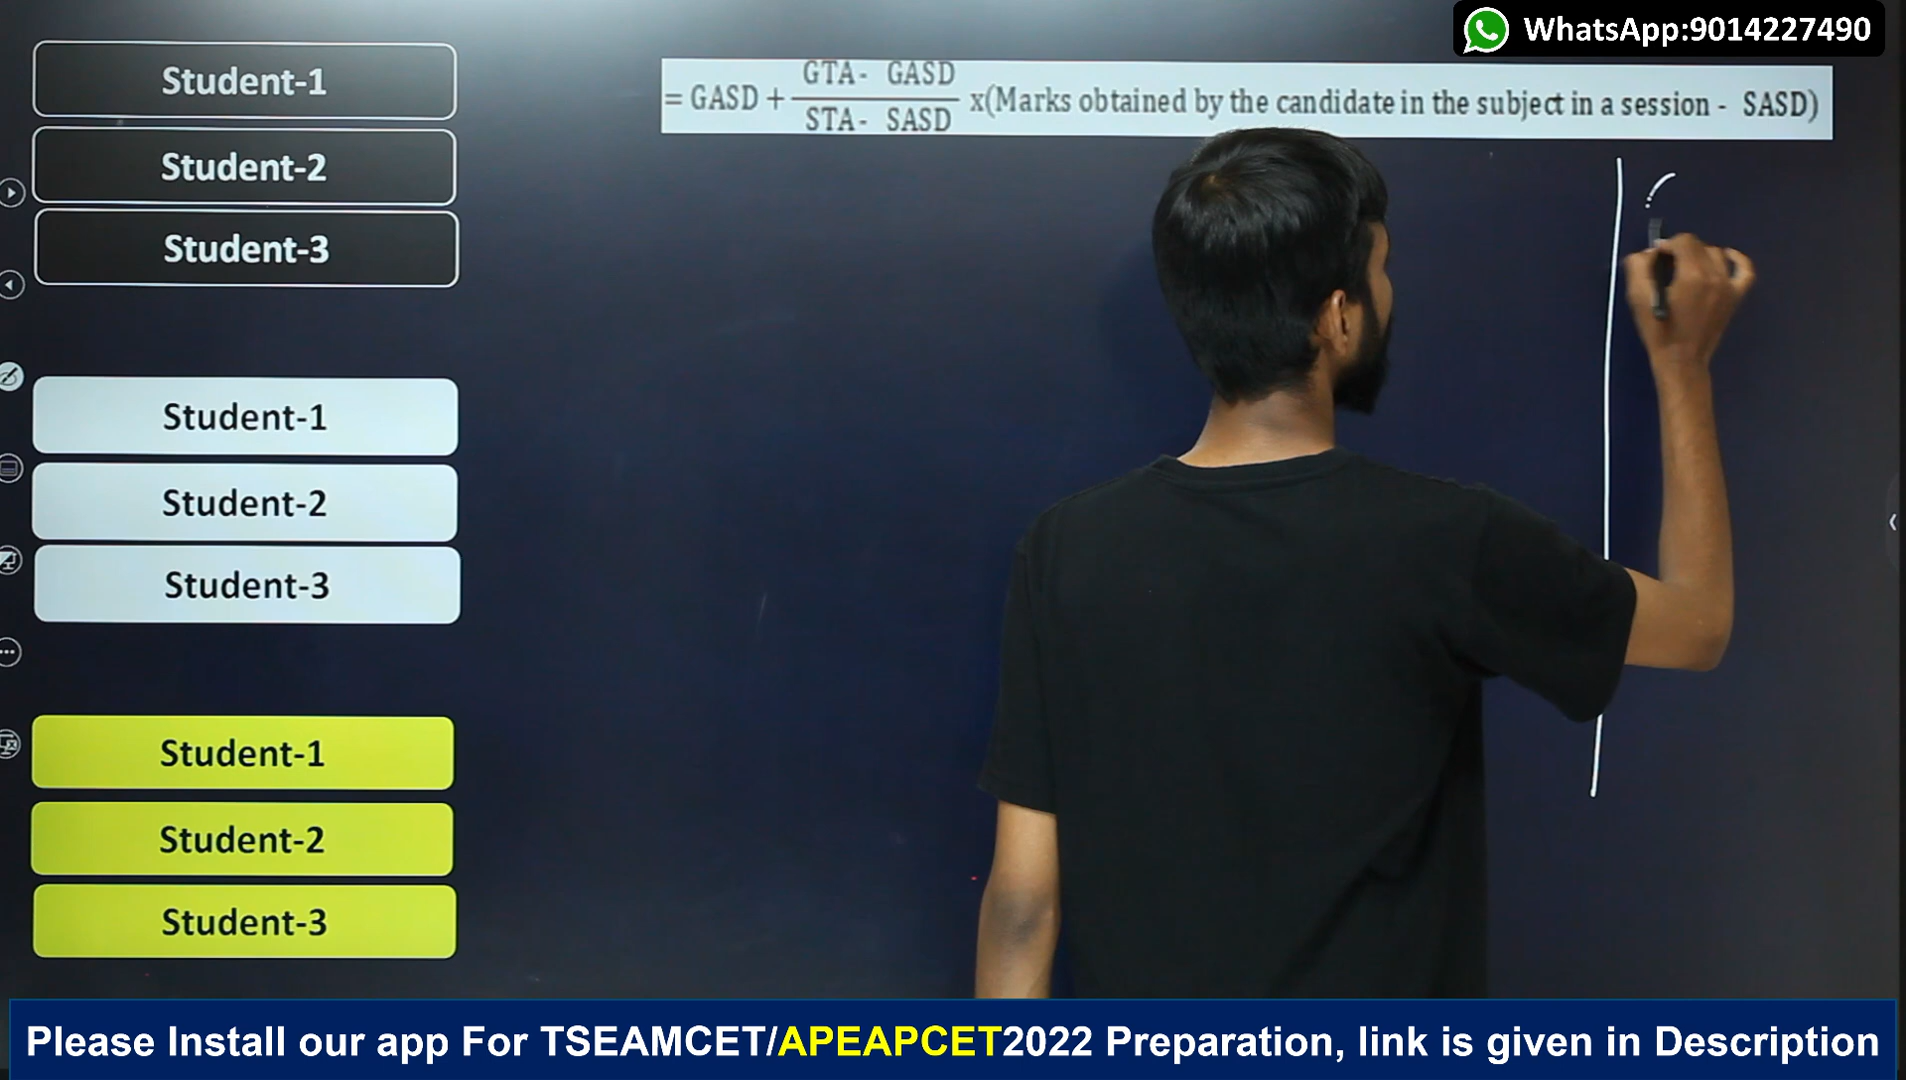 WhatsApp:9014227490
Student-1
Student-2
Student-3
= GASD + GTA - GASD / STA - SASD x(Marks obtained by the candidate in the subject in a session - SASD)
Student-1
Student-2
Student-3
Student-1
Student-2
Student-3
Please Install our app For TSEAMCET/APEAPCET2022 Preparation, link is given in Description